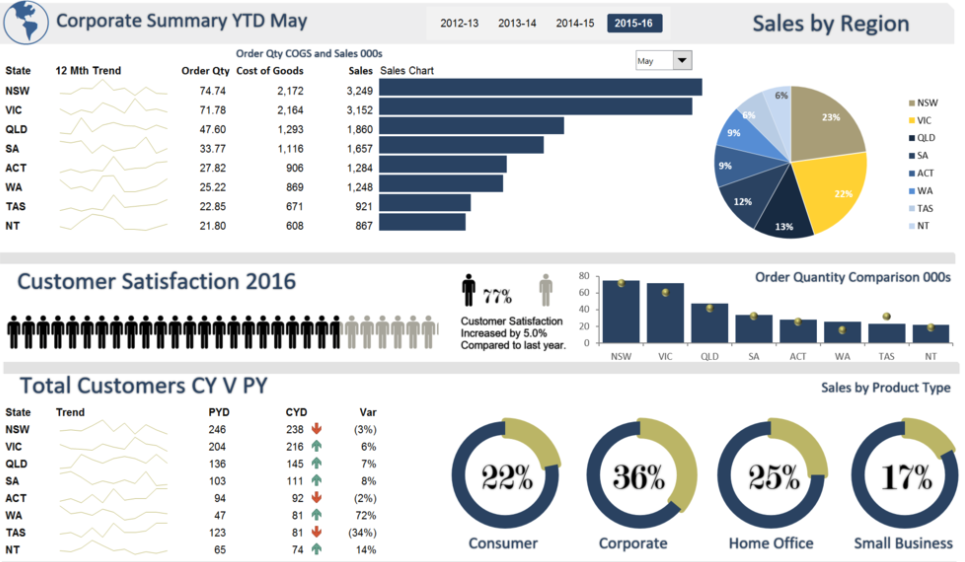 Corporate Summary YTD May
2012-13 2013-14 2014-15 2015-16
Sales by Region
Order Qty COGS and Sales 000s
May
State 12 Mth Trend Order Qty Cost of Goods Sales Sales Chart
NSW 74.74 2,172 3,249
VIC 71.78 2,164 3,152
QLD 47.60 1,293 1,860
SA 33.77 1,116 1,657
ACT 27.82 906 1,284
WA 25.22 869 1,248
TAS 22.85 671 921
NT 21.80 608 867
23%
22%
13%
12%
9%
9%
6%
6%
NSW
VIC
QLD
SA
ACT
WA
TAS
NT
Customer Satisfaction 2016
77%
Customer Satisfaction
Increased by 5.0%
Compared to last year.
Order Quantity Comparison 000s
80
60
40
20
0
NSW VIC QLD SA ACT WA TAS NT
Total Customers CY V PY
State Trend PYD CYD Var
NSW 246 238 (3%)
VIC 204 216 6%
QLD 136 145 7%
SA 103 111 8%
ACT 94 92 (2%)
WA 47 81 72%
TAS 123 81 (34%)
NT 65 74 14%
Sales by Product Type
22% 36% 25% 17%
Consumer Corporate Home Office Small Business